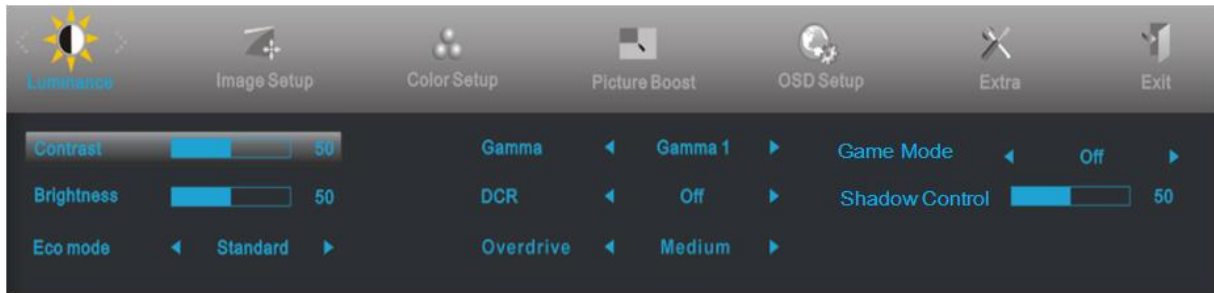 Luminance Image Setup Color Setup Picture Boost OSD Setup Extra Exit
Contrast 50 Gamma Gamma 1 Game Mode Off
Brightness 50 DCR Off Shadow Control 50
Eco mode Standard Overdrive Medium